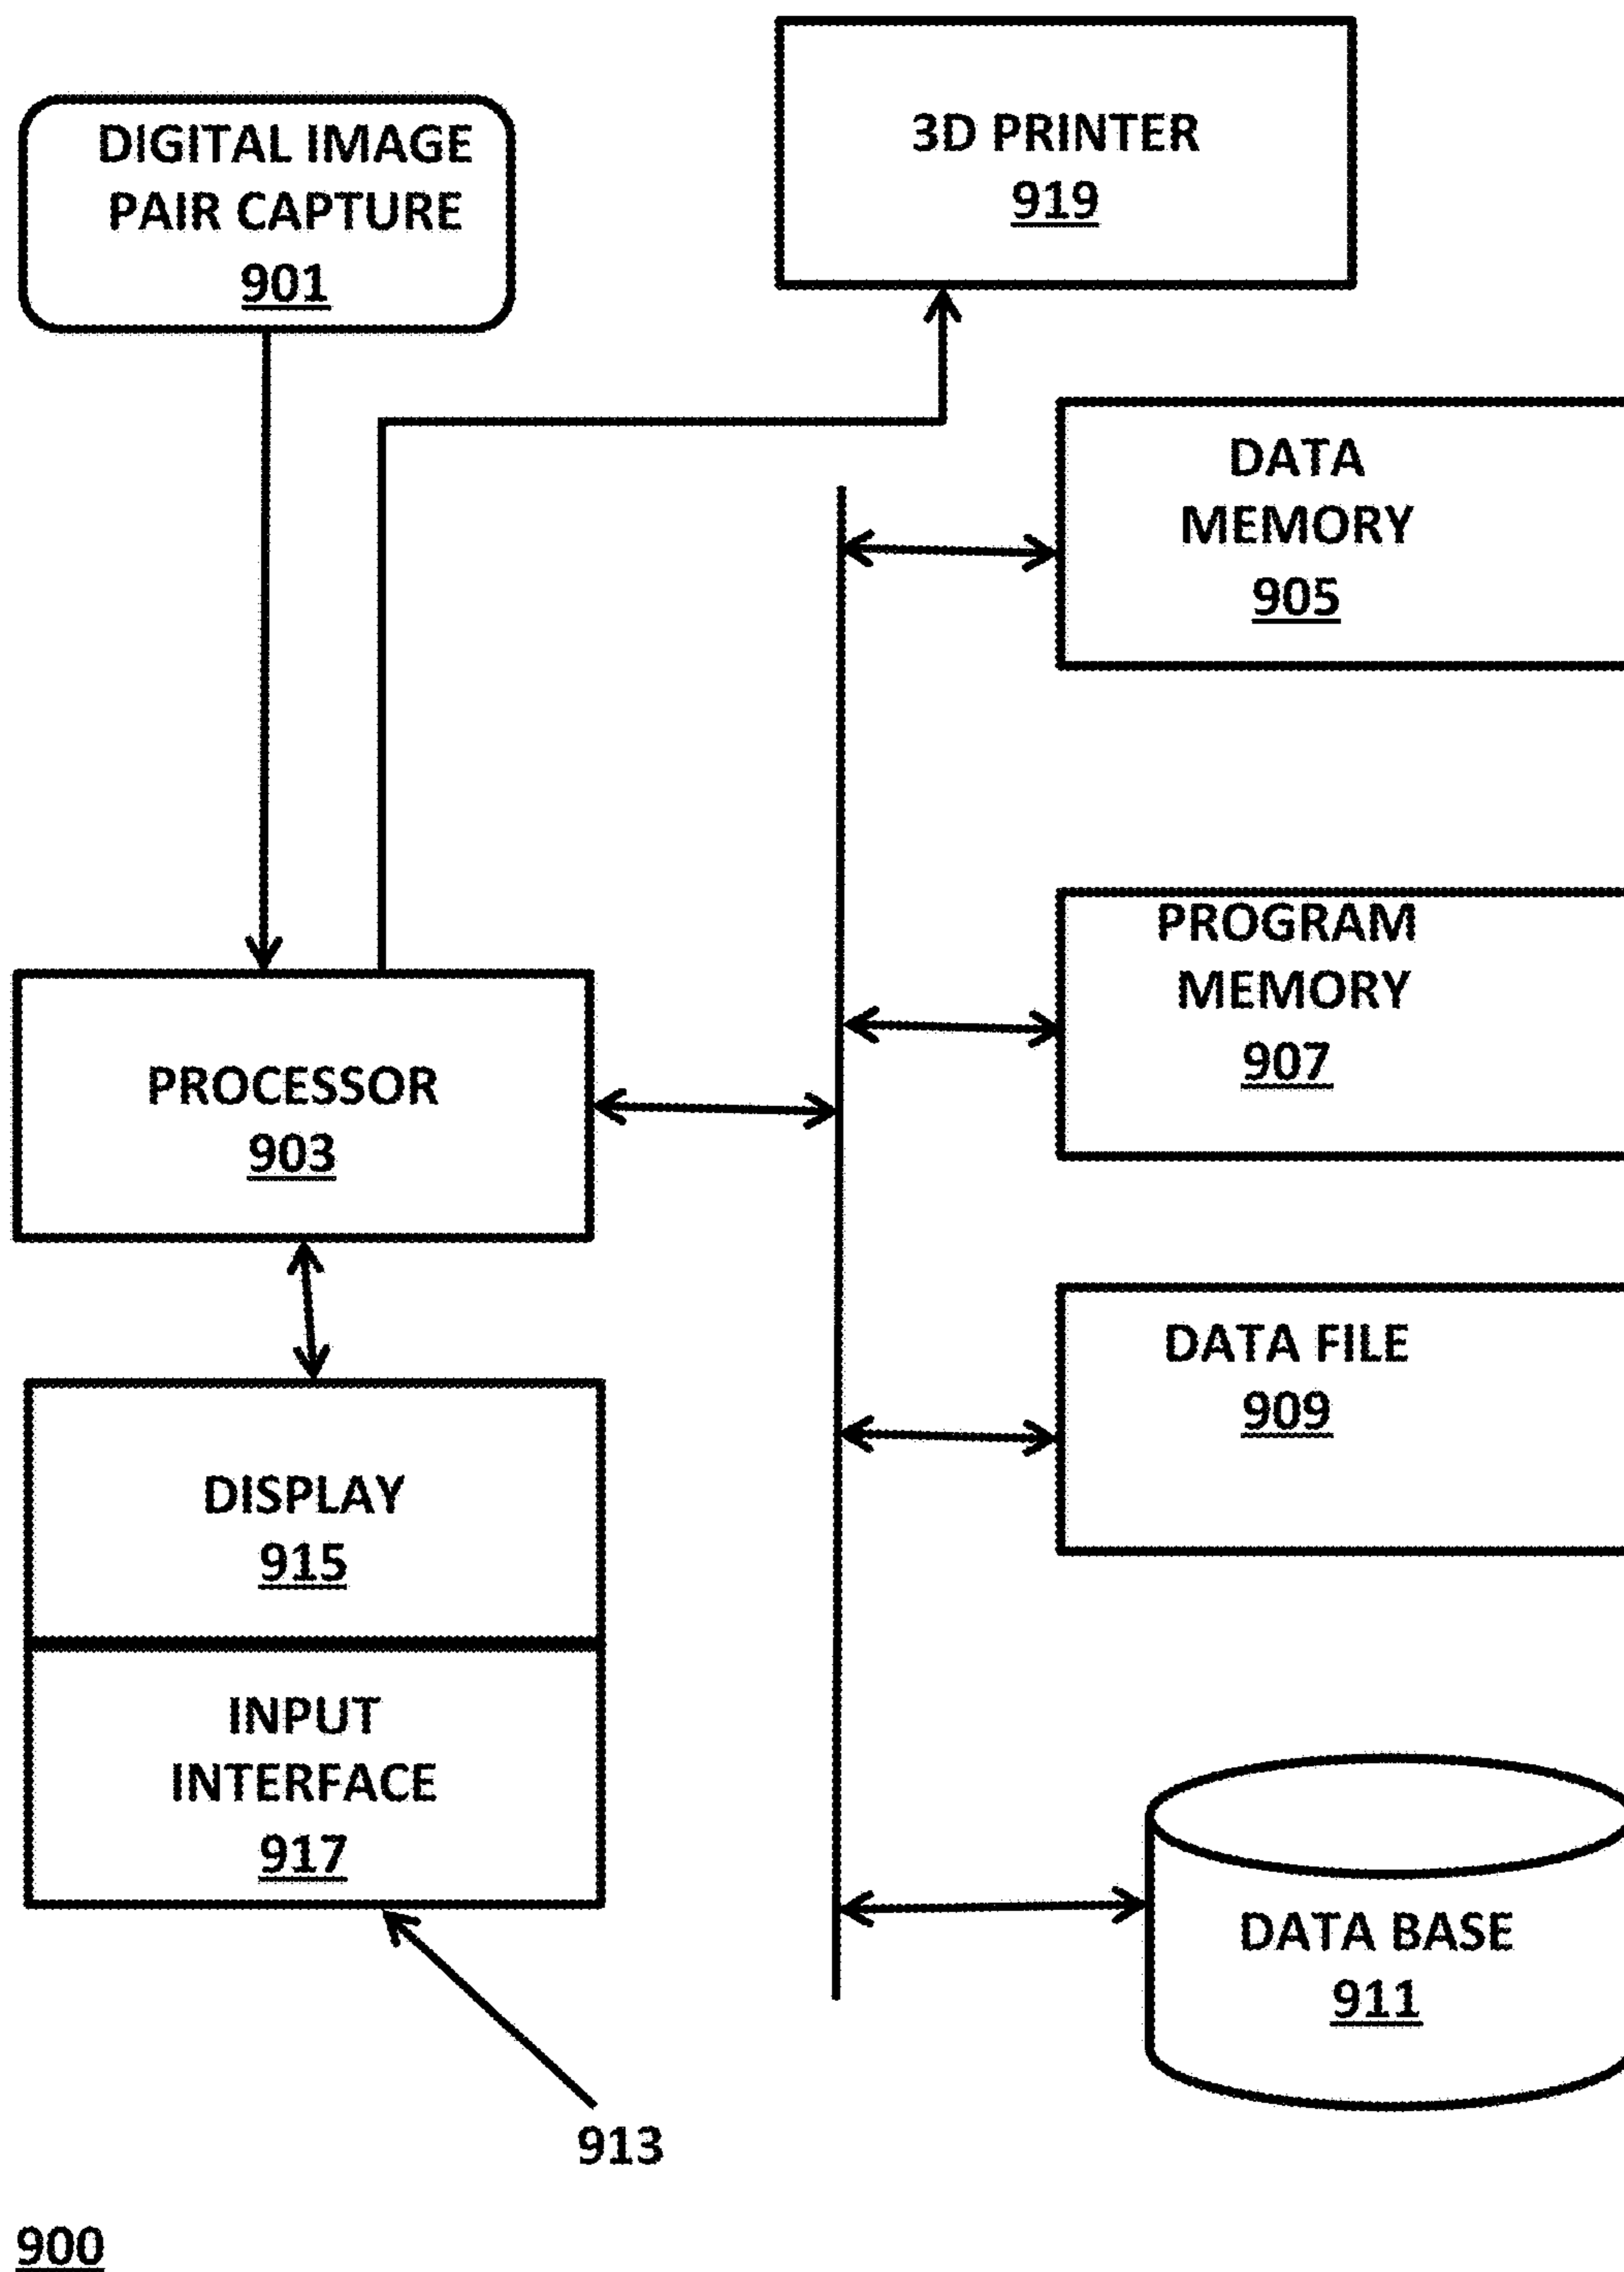 DIGITAL IMAGE
PAIR CAPTURE
901
3D PRINTER
919
DATA
MEMORY
905
PROGRAM
MEMORY
907
PROCESSOR
903
DATA FILE
909
DISPLAY
915
INPUT
INTERFACE
917
DATA BASE
911
913
900